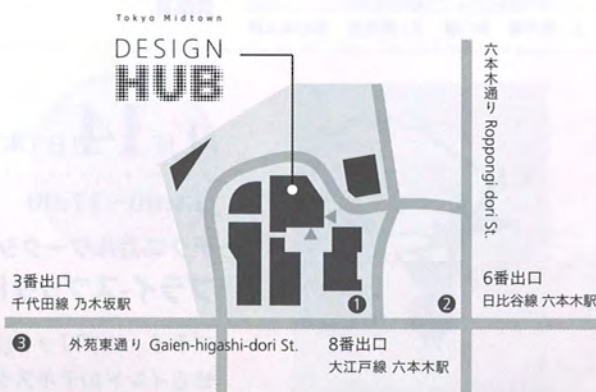 Tokyo Midtown
DESIGN
HUB
六本木通り Roppongi dori St.
3番出口
千代田線 乃木坂駅
6番出口
日比谷線 六本木駅
1
2
3
外苑東通り Gaien-higashi-dori St.
8番出口
大江戸線 六本木駅